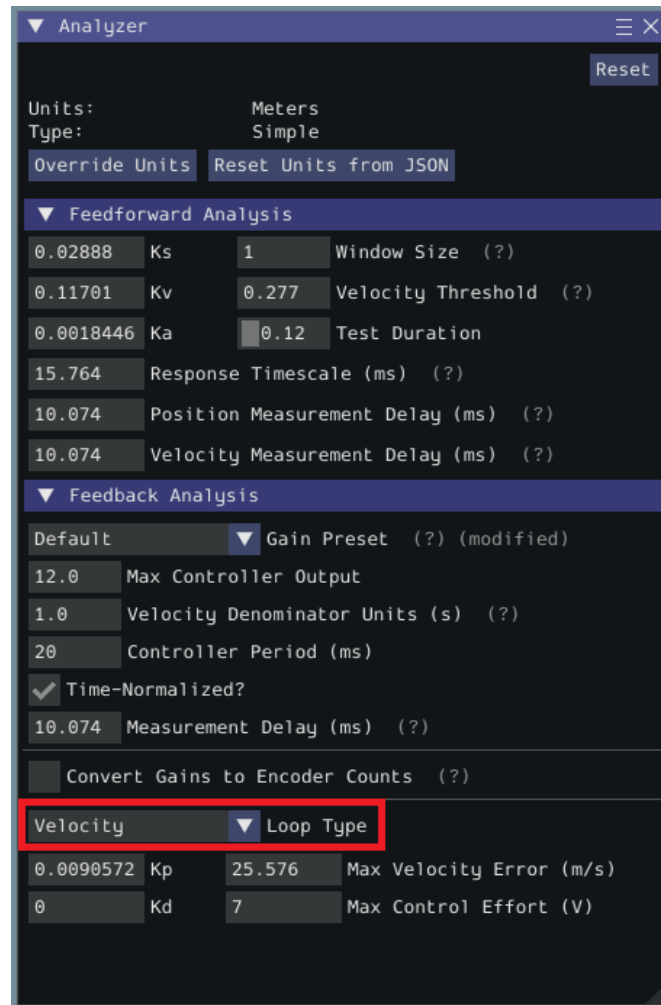 Analyzer
Reset
Units: Meters
Type: Simple
Override Units Reset Units from JSON
Feedforward Analysis
0.02888 Ks 1 Window Size (?)
0.11701 Kv 0.277 Velocity Threshold (?)
0.0018446 Ka 0.12 Test Duration
15.764 Response Timescale (ms) (?)
10.074 Position Measurement Delay (ms) (?)
10.074 Velocity Measurement Delay (ms) (?)
Feedback Analysis
Default Gain Preset (?) (modified)
12.0 Max Controller Output
1.0 Velocity Denominator Units (s) (?)
20 Controller Period (ms)
Time-Normalized?
10.074 Measurement Delay (ms) (?)
Convert Gains to Encoder Counts (?)
Velocity Loop Type
0.0090572 Kp 25.576 Max Velocity Error (m/s)
0 Kd 7 Max Control Effort (V)